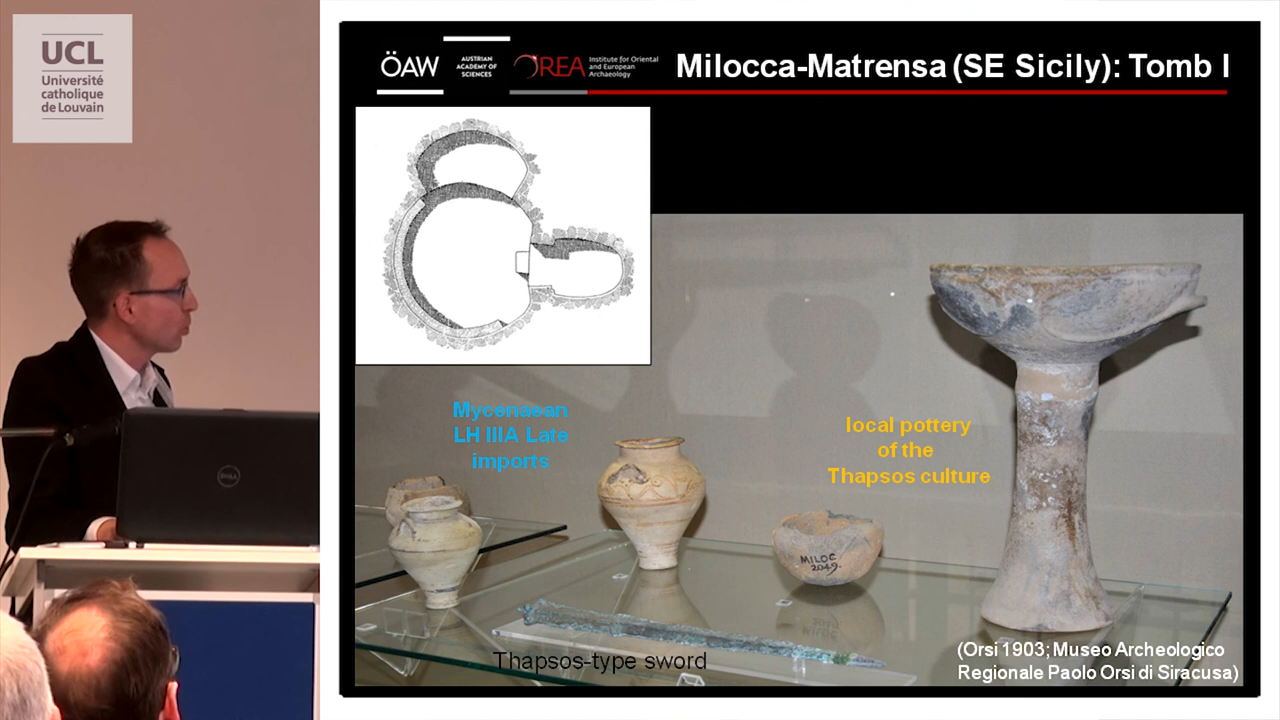 UCL
Université
catholique
de Louvain
ÖAW
AUSTRIAN
ACADEMY OF
SCIENCES
OREA
Institute for Oriental
and European
Archaeology
Milocca-Matrensa (SE Sicily): Tomb I
Mycenaean
LH IIIA Late
imports
local pottery
of the
Thapsos culture
MILOC
2049.
Thapsos-type sword
(Orsi 1903; Museo Archeologico
Regionale Paolo Orsi di Siracusa)
DELL